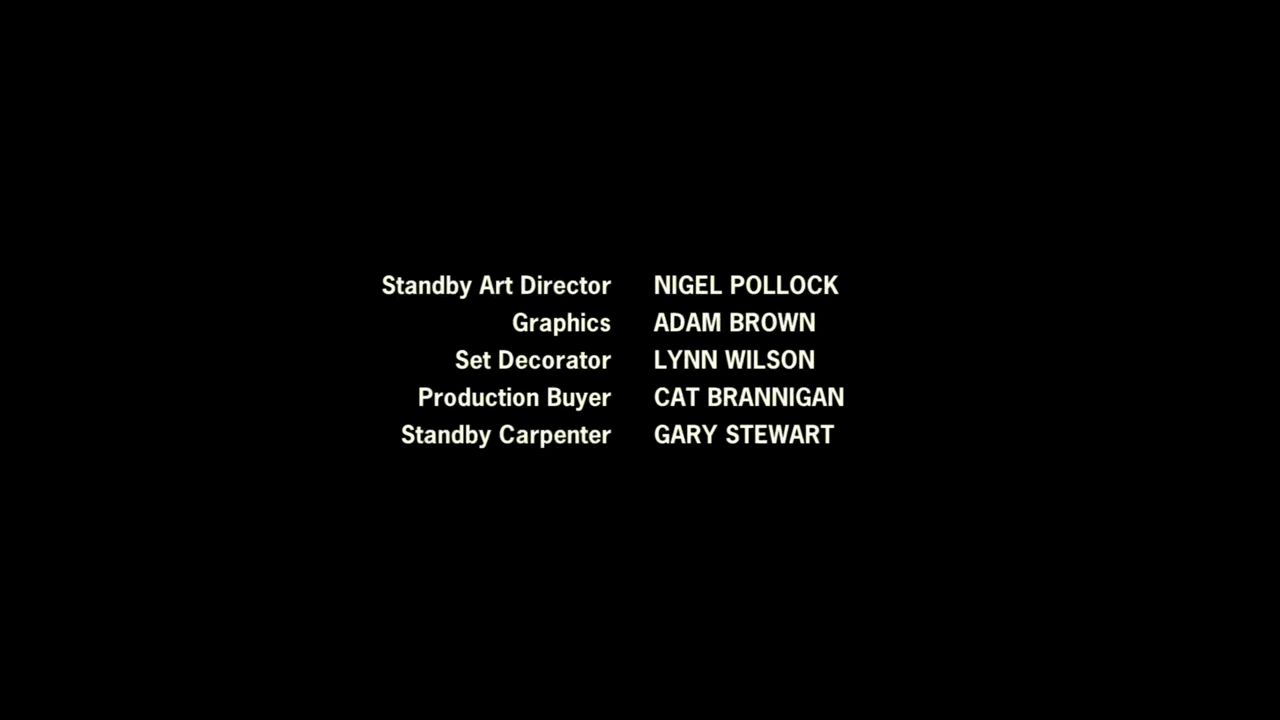 Standby Art Director NIGEL POLLOCK
Graphics ADAM BROWN
Set Decorator LYNN WILSON
Production Buyer CAT BRANNIGAN
Standby Carpenter GARY STEWART